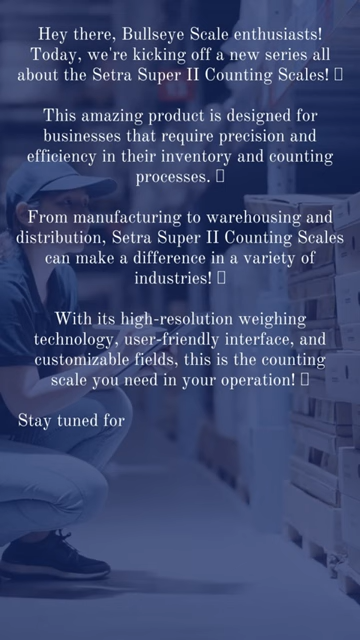 Hey there, Bullseye Scale enthusiasts!
Today, we're kicking off a new series all
about the Setra Super II Counting Scales! 
This amazing product is designed for
businesses that require precision and
efficiency in their inventory and counting
processes. 
From manufacturing to warehousing and
distribution, Setra Super II Counting Scales
can make a difference in a variety of
industries! 
With its high-resolution weighing
technology, user-friendly interface, and
customizable fields, this is the counting
scale you need in your operation! 
Stay tuned for